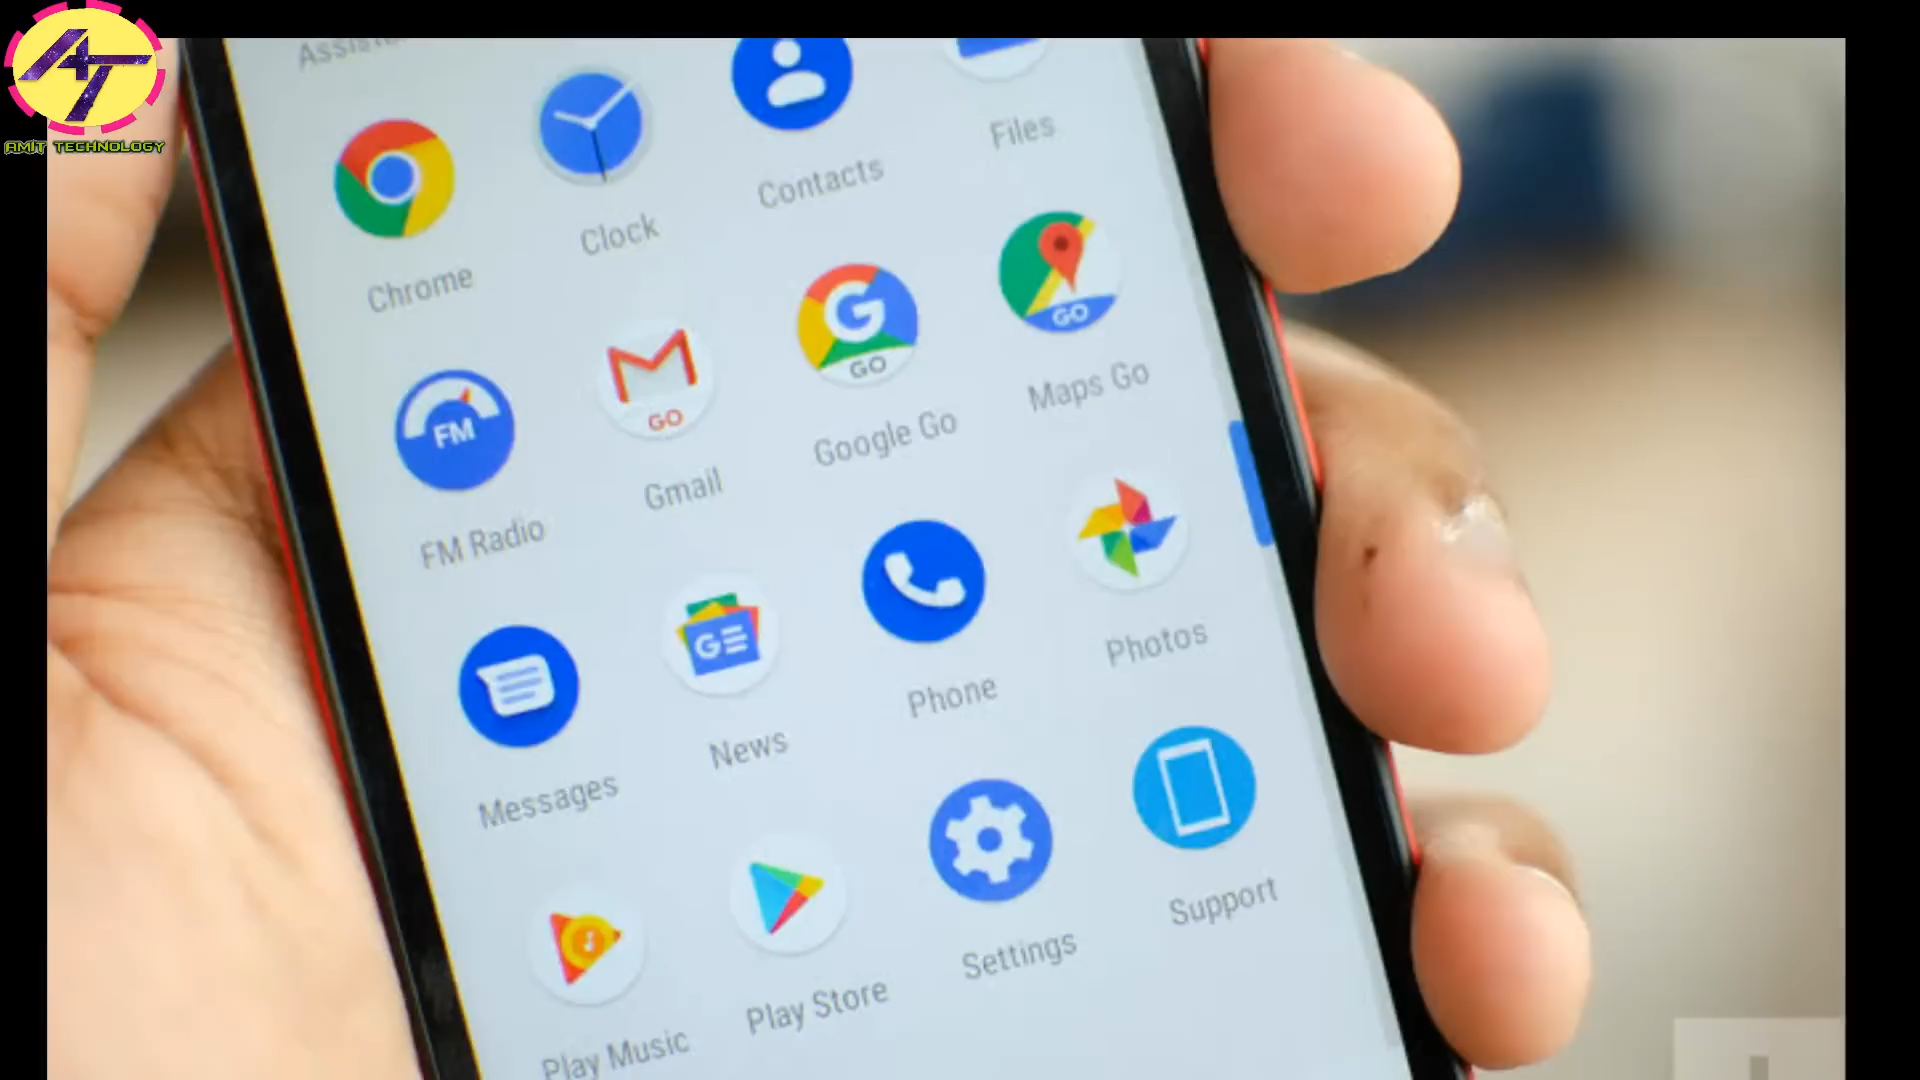 AT
AMIT TECHNOLOGY
Chrome
Clock
Contacts
Files
FM
FM Radio
GO
Gmail
G
GO
Google Go
GO
Maps Go
Messages
G
News
Phone
Photos
Play Music
Play Store
Settings
Support